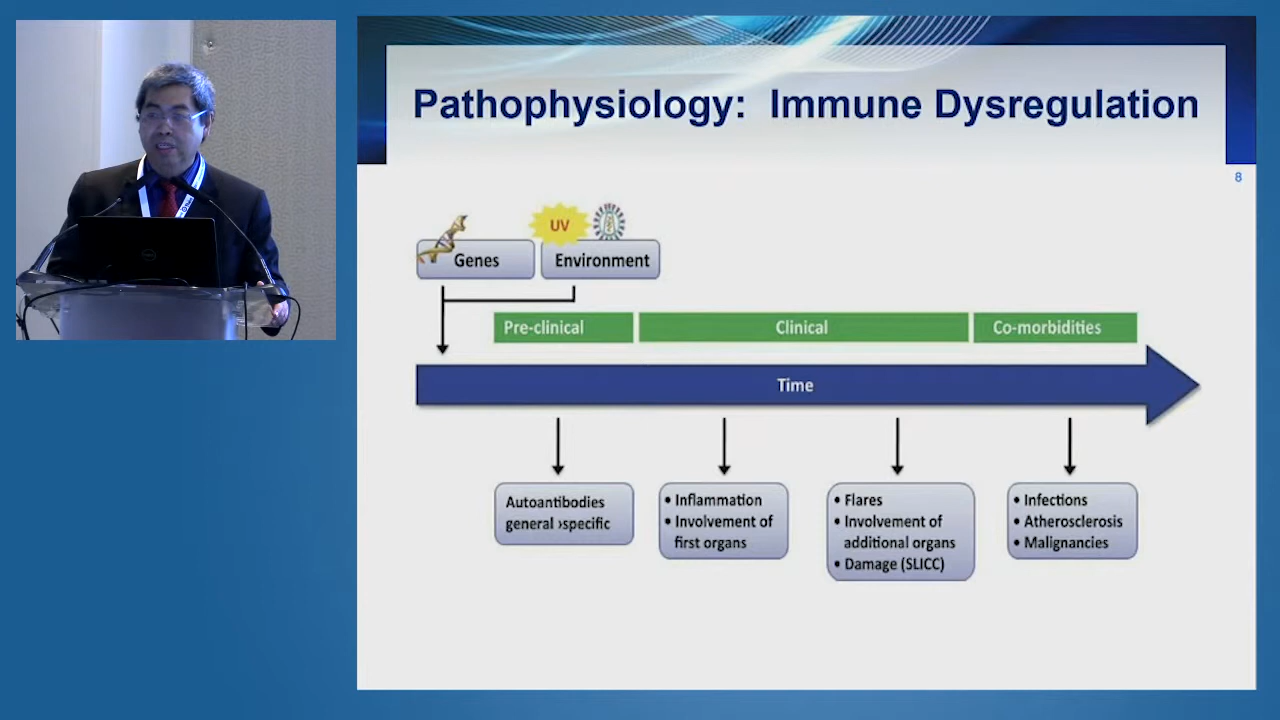 Pathophysiology: Immune Dysregulation
8
UV
Genes
Environment
Pre-clinical
Clinical
Co-morbidities
Time
Autoantibodies
general ›specific
• Inflammation
• Involvement of
first organs
• Flares
• Involvement of
additional organs
• Damage (SLICC)
• Infections
• Atherosclerosis
• Malignancies